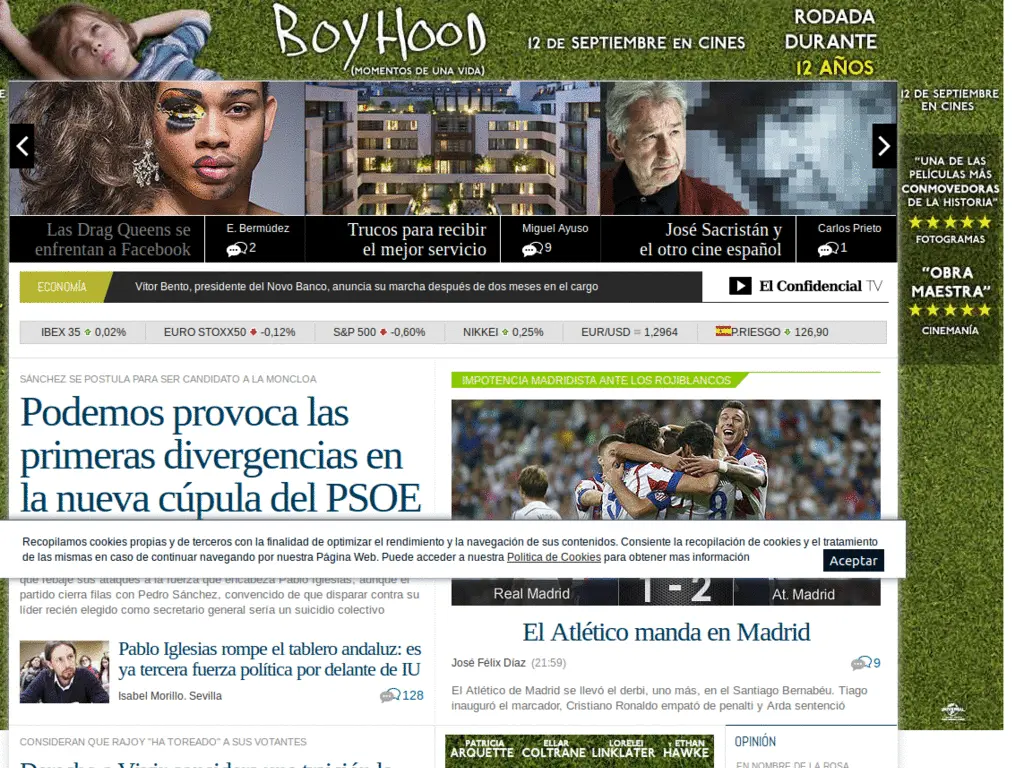 BOYHOOD
(MOMENTOS DE UNA VIDA)
12 DE SEPTIEMBRE EN CINES
RODADA
DURANTE
12 AÑOS
12 DE SEPTIEMBRE
EN CINES
"UNA DE LAS
PELÍCULAS MÁS
CONMOVEDORAS
DE LA HISTORIA"
FOTOGRAMAS
"OBRA
MAESTRA"
CINEMANÍA
Las Drag Queens se
enfrentan a Facebook
E. Bermúdez
2
Trucos para recibir
el mejor servicio
Miguel Ayuso
9
José Sacristán y
el otro cine español
Carlos Prieto
1
ECONOMÍA
Vítor Bento, presidente del Novo Banco, anuncia su marcha después de dos meses en el cargo
El Confidencial TV
IBEX 35 0,02%
EURO STOXX50 -0,12%
S&P 500 -0,60%
NIKKEI 0,25%
EUR/USD = 1,2964
P.RIESGO 126,90
SÁNCHEZ SE POSTULA PARA SER CANDIDATO A LA MONCLOA
Podemos provoca las
primeras divergencias en
la nueva cúpula del PSOE
IMPOTENCIA MADRIDISTA ANTE LOS ROJIBLANCOS
Recopilamos cookies propias y de terceros con la finalidad de optimizar el rendimiento y la navegación de sus contenidos. Consiente la recopilación de cookies y el tratamiento
de las mismas en caso de continuar navegando por nuestra Página Web. Puede acceder a nuestra Politica de Cookies para obtener mas información
Aceptar
que rebaje sus ataques a la fuerza que encabeza Pablo Iglesias, aunque el
partido cierra filas con Pedro Sánchez, convencido de que disparar contra su
líder recién elegido como secretario general sería un suicidio colectivo
Real Madrid
1 - 2
At. Madrid
El Atlético manda en Madrid
José Félix Díaz (21:59)
9
El Atlético de Madrid se llevó el derbi, uno más, en el Santiago Bernabéu. Tiago
inauguró el marcador, Cristiano Ronaldo empató de penalti y Arda sentenció
Pablo Iglesias rompe el tablero andaluz: es
ya tercera fuerza política por delante de IU
Isabel Morillo. Sevilla
128
CONSIDERAN QUE RAJOY "HA TOREADO" A SUS VOTANTES
Derecho a Vivir considera una traición la
PATRICIA
ARQUETTE
ELLAR
COLTRANE
LORELEI
LINKLATER
ETHAN
HAWKE
OPINIÓN
EN NOMBRE DE LA ROSA
UNIVERSAL